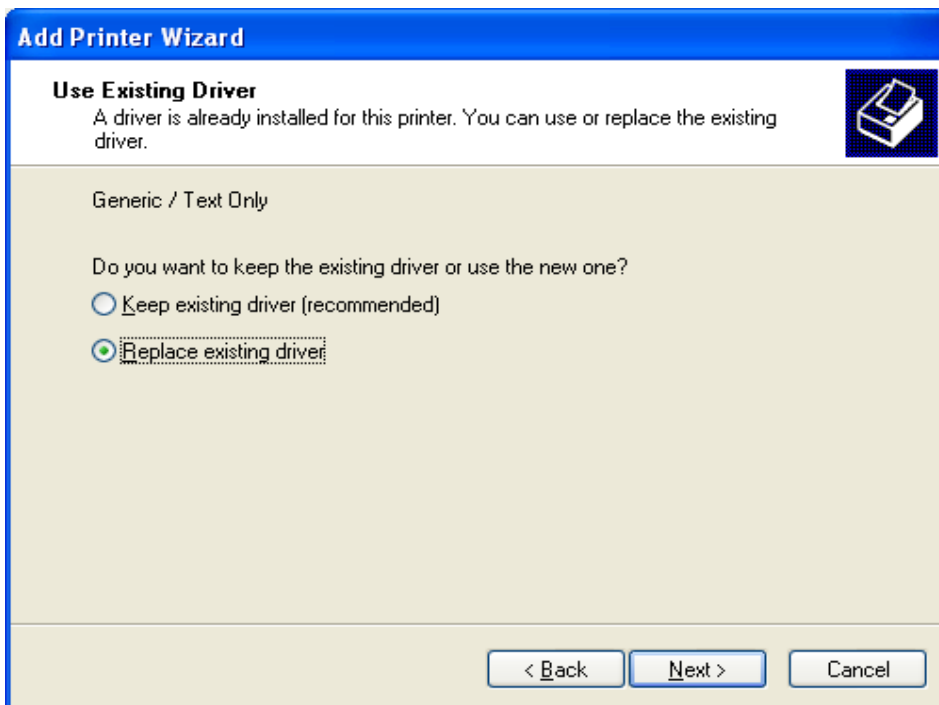 Add Printer Wizard
Use Existing Driver
A driver is already installed for this printer. You can use or replace the existing
driver.
Generic / Text Only
Do you want to keep the existing driver or use the new one?
Keep existing driver (recommended)
Replace existing driver
< Back Next > Cancel